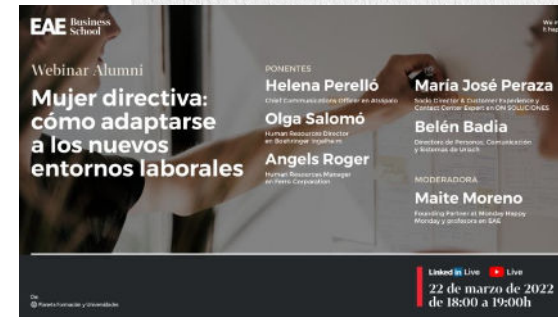 EAE Business
School
Webinar Alumni
Mujer directiva:
cómo adaptarse
a los nuevos
entornos laborales
PONENTES
Helena Perelló
Chief Communications Officer en Atrápalo
Olga Salomó
Human Resources Director
en Boehringer Ingelheim
Angels Roger
Human Resources Manager
en Ferro Corporation
María José Peraza
Socio Director & Customer Experience y
Contact Center Expert en ON SOLUCIONES
Belén Badia
Directora de Personas, Comunicación
y Sistemas de Uriach
MODERADORA
Maite Moreno
Founding Partner at Monday Happy
Monday y profesora en EAE
Linked in Live Live
22 de marzo de 2022
de 18:00 a 19:00h
De:
Planeta Formación y Universidades